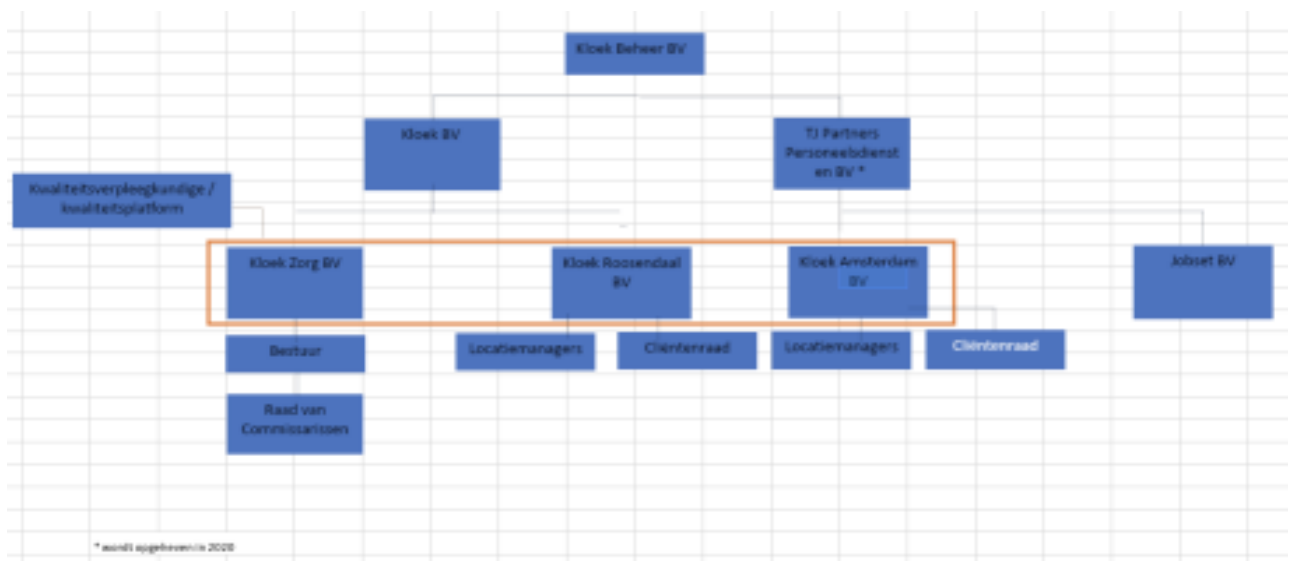 Kloek Beheer BV
Kloek BV
TJ Partners
Personeelsdienst
en BV *
Kwaliteitsverpleegkundige /
kwaliteitsplatform
Kloek Zorg BV
Kloek Roosendaal
BV
Kloek Amsterdam
BV
Jobset BV
Bestuur
Locatiemanagers
Cliëntenraad
Locatiemanagers
Cliëntenraad
Raad van
Commissarissen
* wordt opgeheven in 2020